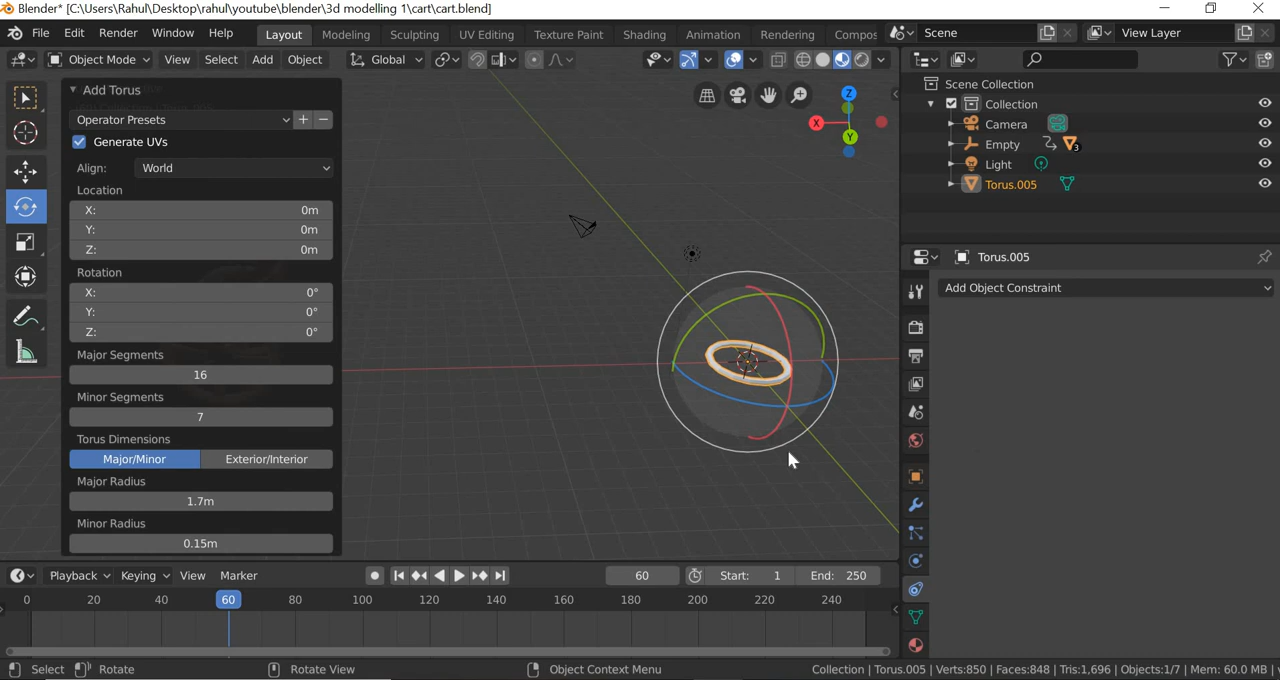 Blender* [C:\Users\Rahul\Desktop\rahul\youtube\blender\3d modelling 1\cart\cart.blend]
File Edit Render Window Help Layout Modeling Sculpting UV Editing Texture Paint Shading Animation Rendering Compos Scene View Layer
Object Mode View Select Add Object Global
Add Torus
Operator Presets
Generate UVs
Align: World
Location
X: 0m
Y: 0m
Z: 0m
Rotation
X: 0°
Y: 0°
Z: 0°
Major Segments
16
Minor Segments
7
Torus Dimensions
Major/Minor Exterior/Interior
Major Radius
1.7m
Minor Radius
0.15m
Z
X
Y
Scene Collection
Collection
Camera
Empty 3
Light
Torus.005
Torus.005
Add Object Constraint
Playback Keying View Marker 60 Start: 1 End: 250
0 20 40 60 80 100 120 140 160 180 200 220 240
Select Rotate Rotate View Object Context Menu Collection | Torus.005 | Verts:850 | Faces:848 | Tris:1,696 | Objects:1/7 | Mem: 60.0 MB |